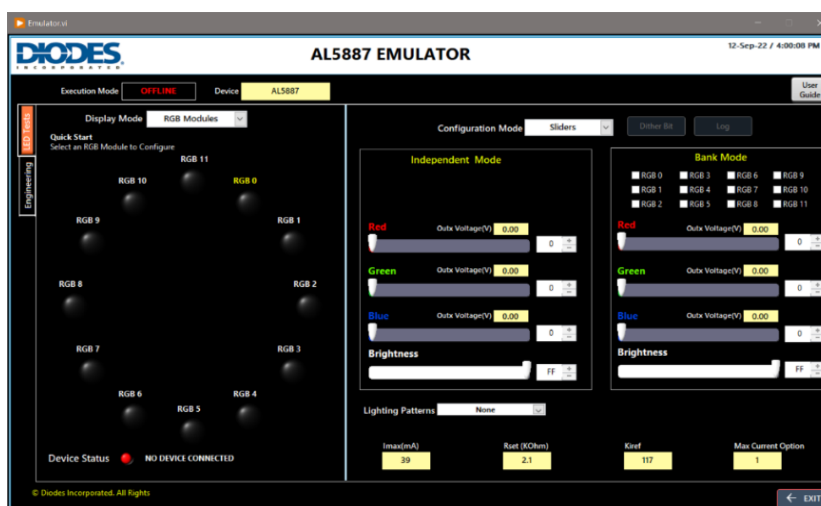 Emulator.vi
DIODES
INCORPORATED
AL5887 EMULATOR
12-Sep-22 / 4:00:08 PM
Execution Mode OFFLINE Device AL5887
User Guide
LED Tests
Engineering
Display Mode RGB Modules
Quick Start
Select an RGB Module to Configure
RGB 11
RGB 10 RGB 0
RGB 9 RGB 1
RGB 8 RGB 2
RGB 7 RGB 3
RGB 6 RGB 4
RGB 5
Device Status NO DEVICE CONNECTED
Configuration Mode Sliders Dither Bit Log
Independent Mode
Red Outx Voltage(V) 0.00
0
Green Outx Voltage(V) 0.00
0
Blue Outx Voltage(V) 0.00
0
Brightness
FF
Bank Mode
RGB 0 RGB 3 RGB 6 RGB 9
RGB 1 RGB 4 RGB 7 RGB 10
RGB 2 RGB 5 RGB 8 RGB 11
Red Outx Voltage(V) 0.00
0
Green Outx Voltage(V) 0.00
0
Blue Outx Voltage(V) 0.00
0
Brightness
FF
Lighting Patterns None
Imax(mA) Rset (KOhm) Kiref Max Current Option
39 2.1 117 1
© Diodes Incorporated. All Rights
EXIT